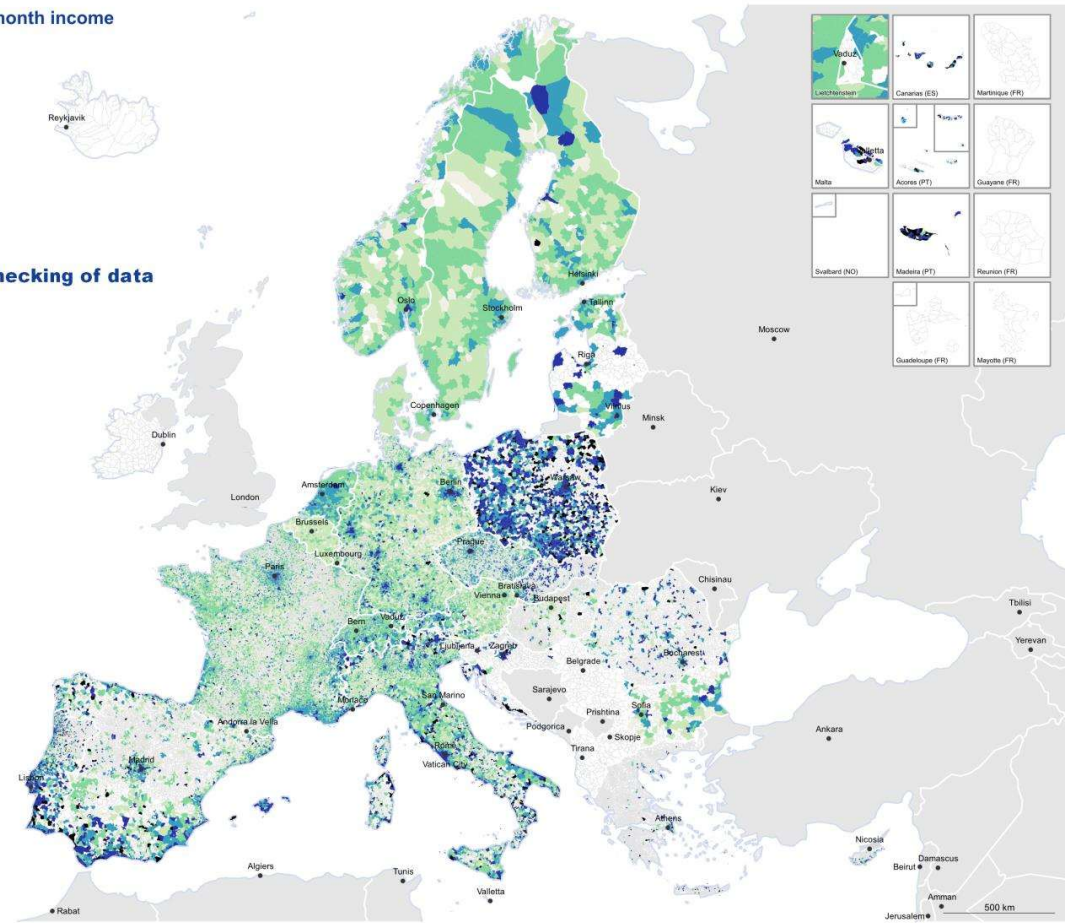 month income
Reykjavik
hecking of data
Vaduz
Lietchenstein
Canarias (ES)
Martinique (FR)
Malta
Acores (PT)
Guayane (FR)
Svalbard (NO)
Madeira (PT)
Reunion (FR)
Guadeloupe (FR)
Mayotte (FR)
Helsinki
Oslo
Tallinn
Stockholm
Moscow
Riga
Copenhagen
Vilnius
Minsk
Dublin
Amsterdam
Berlin
Warsaw
London
Kiev
Brussels
Prague
Luxembourg
Paris
Chisinau
Bratislava
Vienna
Budapest
Tbilisi
Bern
Vaduz
Ljubljana
Zagreb
Bucharest
Yerevan
Belgrade
Monaco
San Marino
Sarajevo
Sofia
Andorra la Vella
Prishtina
Podgorica
Skopje
Ankara
Rome
Tirana
Madrid
Vatican City
Lisbon
Athens
Nicosia
Algiers
Tunis
Beirut
Damascus
Valletta
Amman
Rabat
Jerusalem
500 km